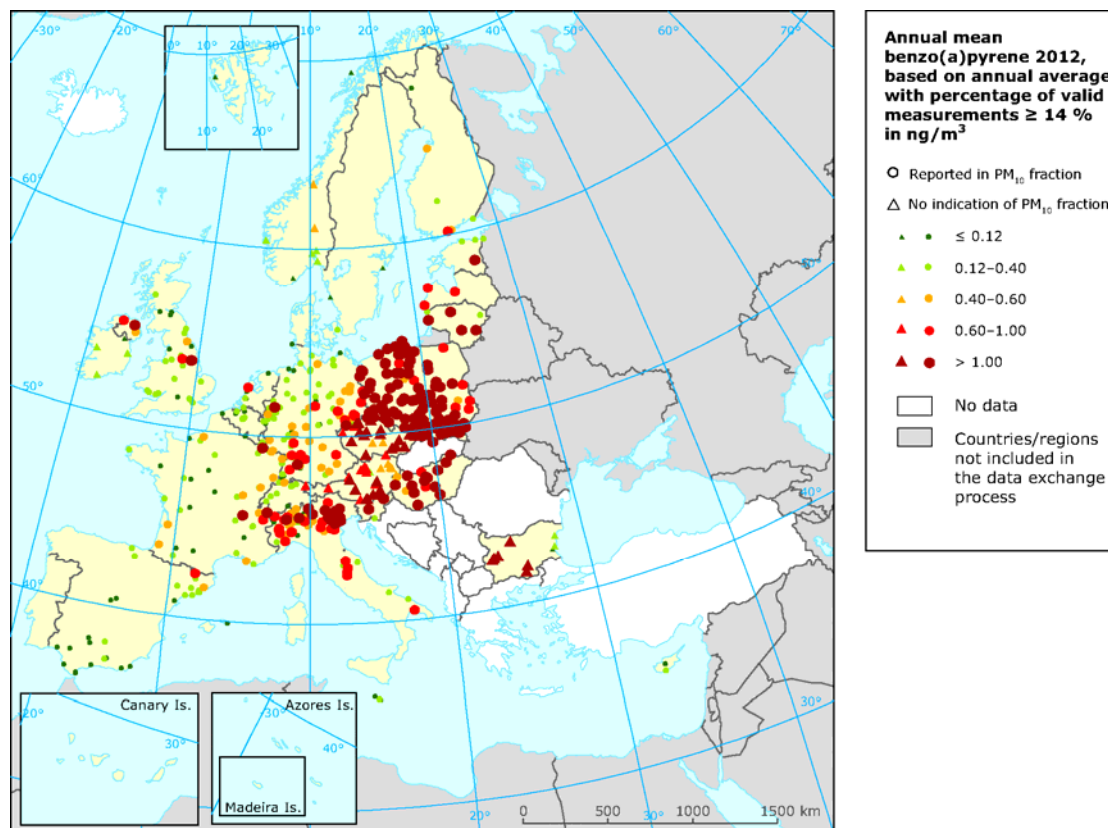 -30°
-20°
-10°
0°
10°
20°
30°
40°
50°
60°
70°
0°
10°
20°
30°
10°
20°
60°
50°
40°
50°
40°
30°
Canary Is.
-20°
30°
Azores Is.
-30°
40°
Madeira Is.
20°
30°
0 500 1000 1500 km
Annual mean
benzo(a)pyrene 2012,
based on annual average
with percentage of valid
measurements ≥ 14 %
in ng/m³
Reported in PM₁₀ fraction
No indication of PM₁₀ fraction
≤ 0.12
0.12–0.40
0.40–0.60
0.60–1.00
> 1.00
No data
Countries/regions
not included in
the data exchange
process